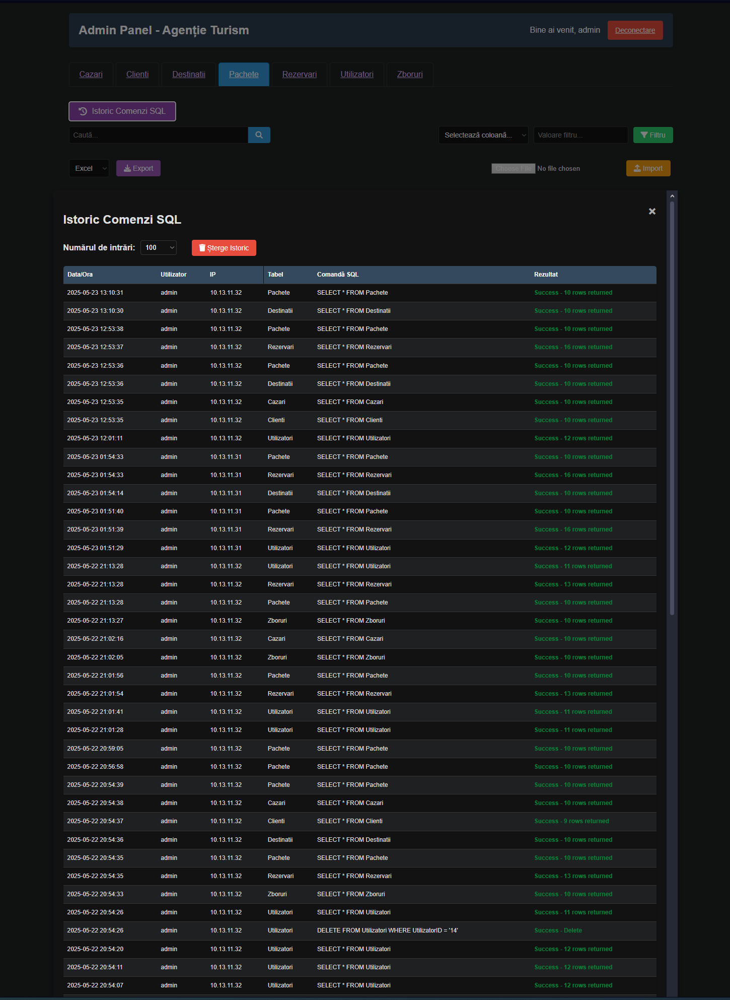 Admin Panel - Agenție Turism
Bine ai venit, admin
Deconectare
Cazari Clienti Destinatii Pachete Rezervari Utilizatori Zboruri
Istoric Comenzi SQL
Caută...
Selectează coloană... Valoare filtru... Filtru
Excel Export
Choose File No file chosen Import
Istoric Comenzi SQL
Numărul de intrări: 100 Șterge Istoric
Data/Ora Utilizator IP Tabel Comandă SQL Rezultat
2025-05-23 13:10:31 admin 10.13.11.32 Pachete SELECT * FROM Pachete Success - 10 rows returned
2025-05-23 13:10:30 admin 10.13.11.32 Destinatii SELECT * FROM Destinatii Success - 10 rows returned
2025-05-23 12:53:38 admin 10.13.11.32 Pachete SELECT * FROM Pachete Success - 10 rows returned
2025-05-23 12:53:37 admin 10.13.11.32 Rezervari SELECT * FROM Rezervari Success - 16 rows returned
2025-05-23 12:53:36 admin 10.13.11.32 Pachete SELECT * FROM Pachete Success - 10 rows returned
2025-05-23 12:53:36 admin 10.13.11.32 Destinatii SELECT * FROM Destinatii Success - 10 rows returned
2025-05-23 12:53:35 admin 10.13.11.32 Cazari SELECT * FROM Cazari Success - 10 rows returned
2025-05-23 12:53:35 admin 10.13.11.32 Clienti SELECT * FROM Clienti Success - 10 rows returned
2025-05-23 12:01:11 admin 10.13.11.32 Utilizatori SELECT * FROM Utilizatori Success - 12 rows returned
2025-05-23 01:54:33 admin 10.13.11.31 Pachete SELECT * FROM Pachete Success - 10 rows returned
2025-05-23 01:54:33 admin 10.13.11.31 Rezervari SELECT * FROM Rezervari Success - 16 rows returned
2025-05-23 01:54:14 admin 10.13.11.31 Destinatii SELECT * FROM Destinatii Success - 10 rows returned
2025-05-23 01:51:40 admin 10.13.11.31 Pachete SELECT * FROM Pachete Success - 10 rows returned
2025-05-23 01:51:39 admin 10.13.11.31 Rezervari SELECT * FROM Rezervari Success - 16 rows returned
2025-05-23 01:51:29 admin 10.13.11.31 Utilizatori SELECT * FROM Utilizatori Success - 12 rows returned
2025-05-22 21:13:28 admin 10.13.11.32 Utilizatori SELECT * FROM Utilizatori Success - 11 rows returned
2025-05-22 21:13:28 admin 10.13.11.32 Rezervari SELECT * FROM Rezervari Success - 13 rows returned
2025-05-22 21:13:28 admin 10.13.11.32 Pachete SELECT * FROM Pachete Success - 10 rows returned
2025-05-22 21:13:27 admin 10.13.11.32 Zboruri SELECT * FROM Zboruri Success - 10 rows returned
2025-05-22 21:02:16 admin 10.13.11.32 Cazari SELECT * FROM Cazari Success - 10 rows returned
2025-05-22 21:02:05 admin 10.13.11.32 Zboruri SELECT * FROM Zboruri Success - 10 rows returned
2025-05-22 21:01:56 admin 10.13.11.32 Pachete SELECT * FROM Pachete Success - 10 rows returned
2025-05-22 21:01:54 admin 10.13.11.32 Rezervari SELECT * FROM Rezervari Success - 13 rows returned
2025-05-22 21:01:41 admin 10.13.11.32 Utilizatori SELECT * FROM Utilizatori Success - 11 rows returned
2025-05-22 21:01:28 admin 10.13.11.32 Utilizatori SELECT * FROM Utilizatori Success - 11 rows returned
2025-05-22 20:59:05 admin 10.13.11.32 Pachete SELECT * FROM Pachete Success - 10 rows returned
2025-05-22 20:56:58 admin 10.13.11.32 Pachete SELECT * FROM Pachete Success - 10 rows returned
2025-05-22 20:54:39 admin 10.13.11.32 Pachete SELECT * FROM Pachete Success - 10 rows returned
2025-05-22 20:54:38 admin 10.13.11.32 Cazari SELECT * FROM Cazari Success - 10 rows returned
2025-05-22 20:54:37 admin 10.13.11.32 Clienti SELECT * FROM Clienti Success - 9 rows returned
2025-05-22 20:54:36 admin 10.13.11.32 Destinatii SELECT * FROM Destinatii Success - 10 rows returned
2025-05-22 20:54:35 admin 10.13.11.32 Pachete SELECT * FROM Pachete Success - 10 rows returned
2025-05-22 20:54:35 admin 10.13.11.32 Rezervari SELECT * FROM Rezervari Success - 13 rows returned
2025-05-22 20:54:33 admin 10.13.11.32 Zboruri SELECT * FROM Zboruri Success - 10 rows returned
2025-05-22 20:54:26 admin 10.13.11.32 Utilizatori SELECT * FROM Utilizatori Success - 11 rows returned
2025-05-22 20:54:26 admin 10.13.11.32 Utilizatori DELETE FROM Utilizatori WHERE UtilizatorID = '14' Success - Delete
2025-05-22 20:54:20 admin 10.13.11.32 Utilizatori SELECT * FROM Utilizatori Success - 12 rows returned
2025-05-22 20:54:11 admin 10.13.11.32 Utilizatori SELECT * FROM Utilizatori Success - 12 rows returned
2025-05-22 20:54:07 admin 10.13.11.32 Utilizatori SELECT * FROM Utilizatori Success - 12 rows returned